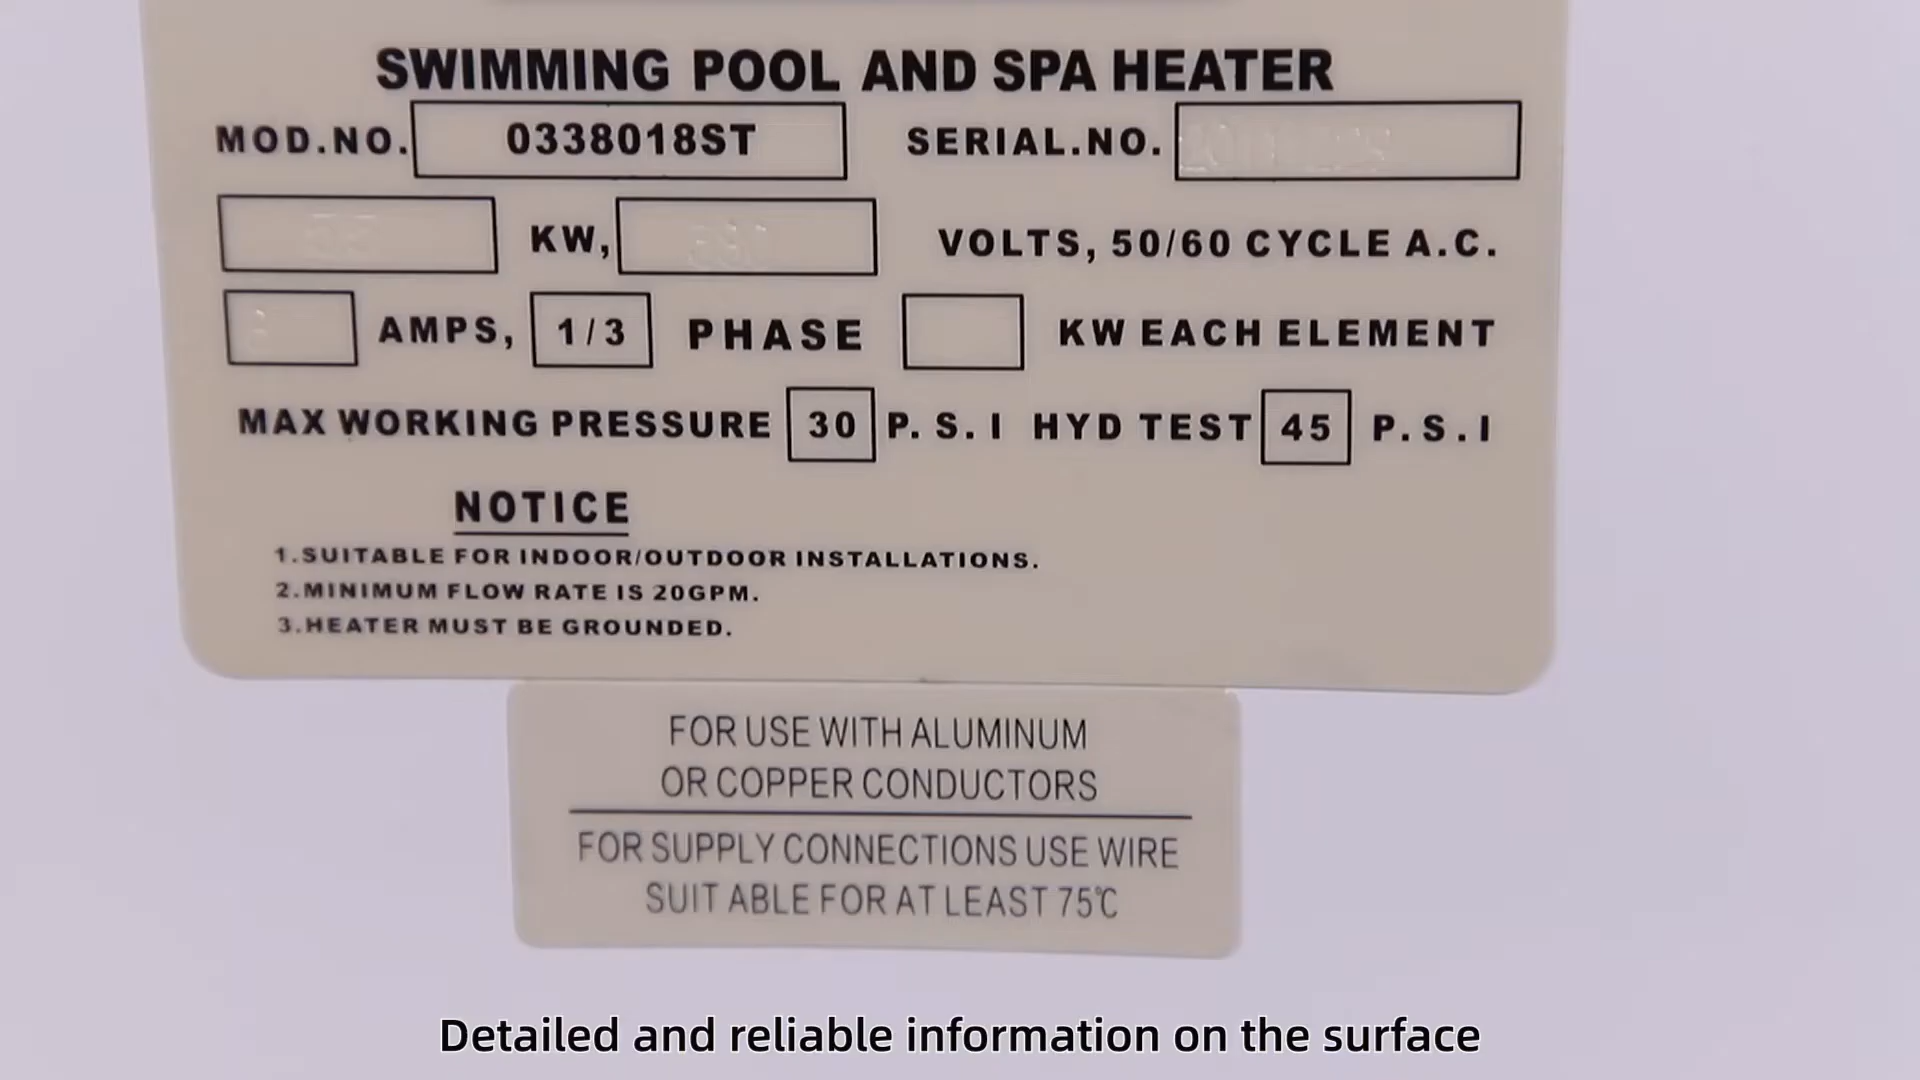 SWIMMING POOL AND SPA HEATER
MOD.NO. 0338018ST SERIAL.NO.
KW, VOLTS, 50/60 CYCLE A.C.
AMPS, 1/3 PHASE KW EACH ELEMENT
MAX WORKING PRESSURE 30 P.S.I HYD TEST 45 P.S.I
NOTICE
1.SUITABLE FOR INDOOR/OUTDOOR INSTALLATIONS.
2.MINIMUM FLOW RATE IS 20GPM.
3.HEATER MUST BE GROUNDED.
FOR USE WITH ALUMINUM
OR COPPER CONDUCTORS
FOR SUPPLY CONNECTIONS USE WIRE
SUIT ABLE FOR AT LEAST 75℃
Detailed and reliable information on the surface